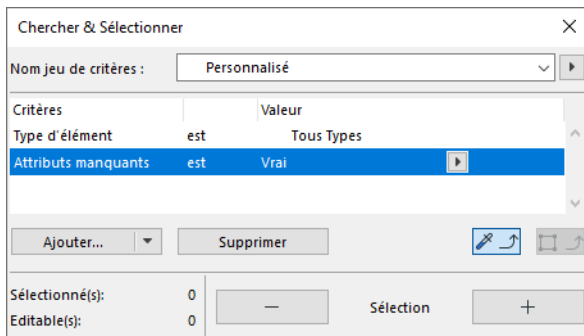 Chercher & Sélectionner
Nom jeu de critères : Personnalisé
Critères Valeur
Type d'élément est Tous Types
Attributs manquants est Vrai
Ajouter... Supprimer
Sélectionné(s): 0
Editable(s): 0
— Sélection +